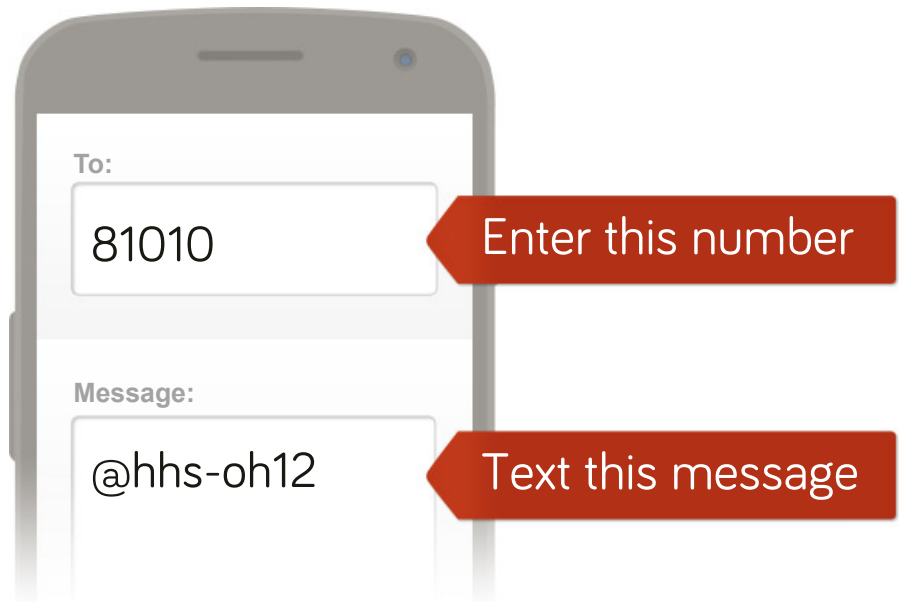 To:
81010
Enter this number
Message:
@hhs-oh12
Text this message